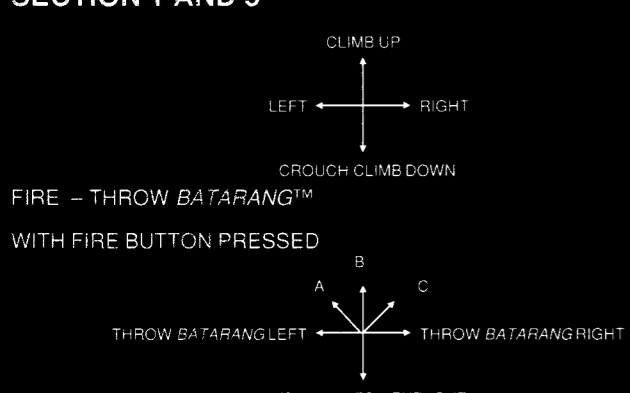 CLIMB UP
LEFT RIGHT
CROUCH CLIMB DOWN
FIRE – THROW BATARANG™
WITH FIRE BUTTON PRESSED
B
A C
THROW BATARANG LEFT THROW BATARANG RIGHT